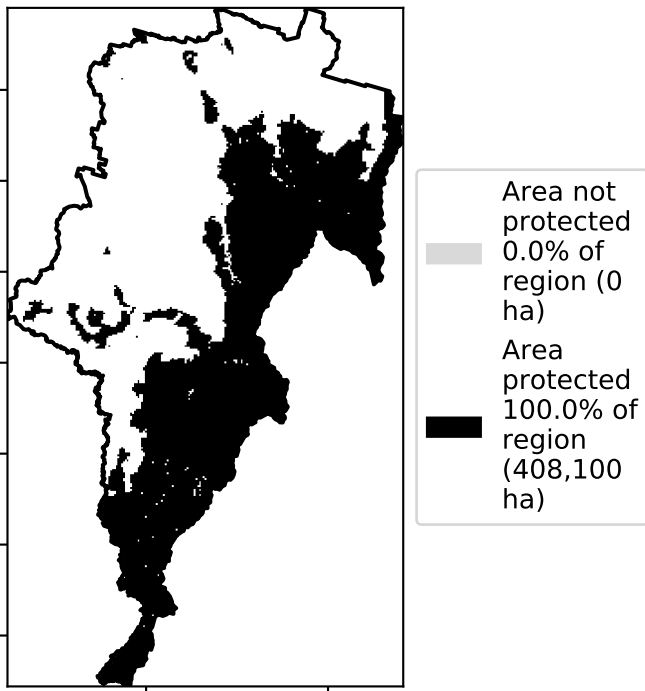 Area not
protected
0.0% of
region (0
ha)
Area
protected
100.0% of
region
(408,100
ha)